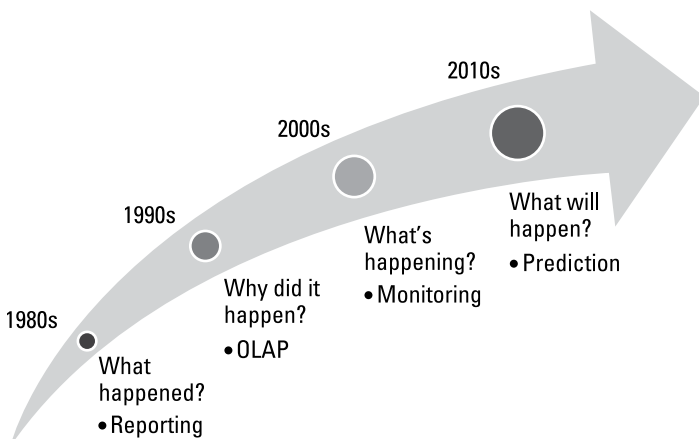 1980s
What
happened?
• Reporting
1990s
Why did it
happen?
• OLAP
2000s
What's
happening?
• Monitoring
2010s
What will
happen?
• Prediction